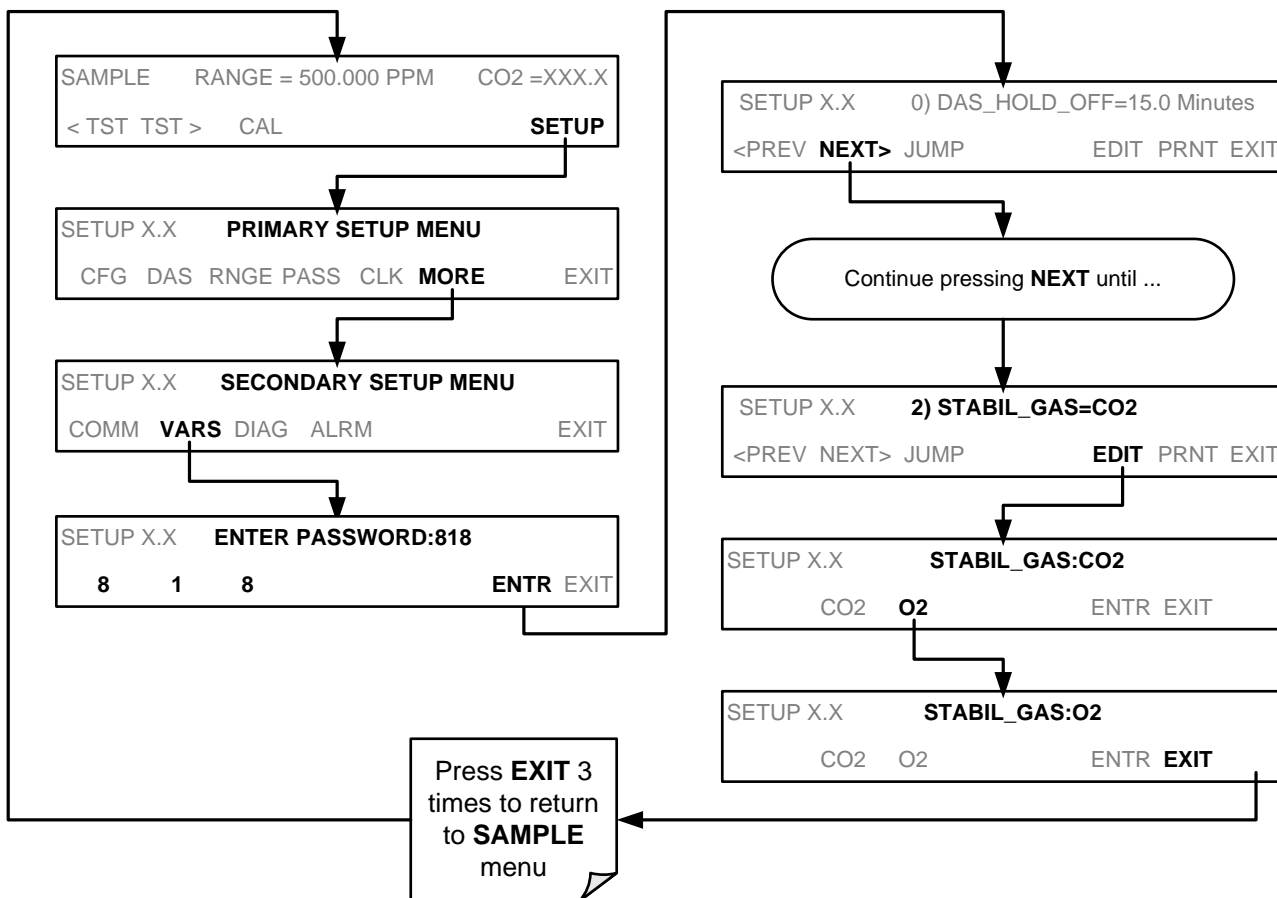 SAMPLE RANGE = 500.000 PPM CO2 =XXX.X
< TST TST > CAL SETUP
SETUP X.X PRIMARY SETUP MENU
CFG DAS RNGE PASS CLK MORE EXIT
SETUP X.X SECONDARY SETUP MENU
COMM VARS DIAG ALRM EXIT
SETUP X.X ENTER PASSWORD:818
8 1 8 ENTR EXIT
SETUP X.X 0) DAS_HOLD_OFF=15.0 Minutes
<PREV NEXT> JUMP EDIT PRNT EXIT
Continue pressing NEXT until ...
SETUP X.X 2) STABIL_GAS=CO2
<PREV NEXT> JUMP EDIT PRNT EXIT
SETUP X.X STABIL_GAS:CO2
CO2 O2 ENTR EXIT
SETUP X.X STABIL_GAS:O2
CO2 O2 ENTR EXIT
Press EXIT 3
times to return
to SAMPLE
menu